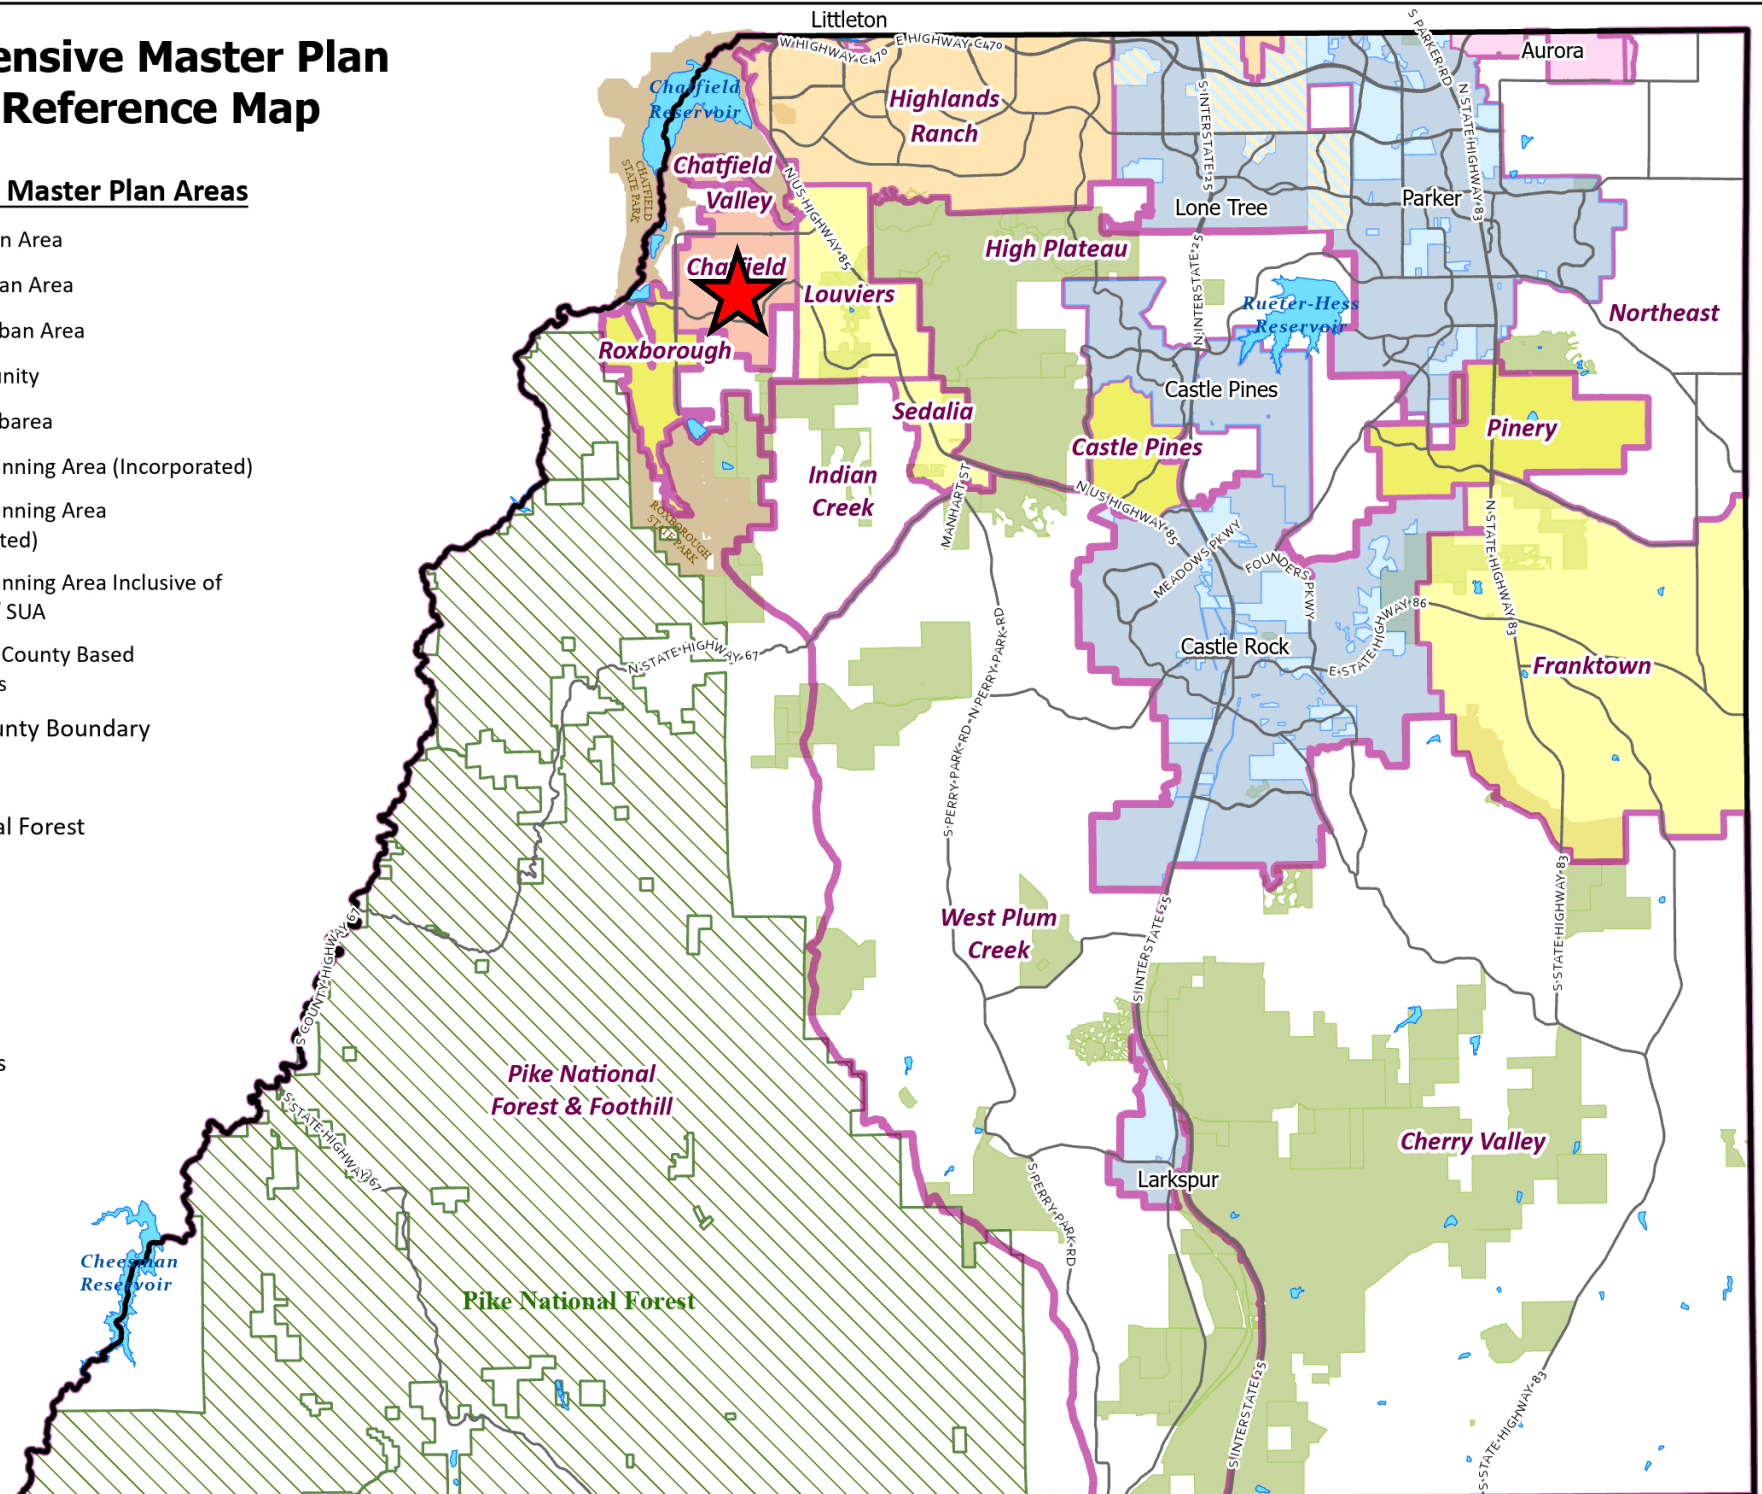 ensive Master Plan
Reference Map
Master Plan Areas
n Area
an Area
ban Area
nity
barea
nning Area (Incorporated)
nning Area
ted)
nning Area Inclusive of
SUA
County Based
s
unty Boundary
al Forest
s
Littleton
W HIGHWAY C470
E HIGHWAY C470
S PARKER RD
Aurora
Chatfield
Reservoir
Highlands
Ranch
S INTERSTATE 25
N STATE HIGHWAY 83
CHATFIELD
STATE PARK
Chatfield
Valley
N US HIGHWAY 85
Lone Tree
Parker
High Plateau
N INTERSTATE 25
Chatfield
Louviers
Rueter-Hess
Reservoir
Northeast
Roxborough
Castle Pines
Sedalia
Castle Pines
Pinery
Indian
Creek
MANHART ST
N US HIGHWAY 85
ROXBOROUGH
STATE PARK
MEADOWS PKWY
FOUNDERS PKWY
N STATE HIGHWAY 83
E STATE HIGHWAY 86
Castle Rock
Franktown
N STATE HIGHWAY 67
S PERRY PARK RD
N PERRY PARK RD
S STATE HIGHWAY 83
West Plum
Creek
S INTERSTATE 25
S COUNTY HIGHWAY 67
Pike National
Forest & Foothill
S STATE HIGHWAY 67
Cherry Valley
Larkspur
S PERRY PARK RD
Cheesman
Reservoir
Pike National Forest
S INTERSTATE 25
S STATE HIGHWAY 83